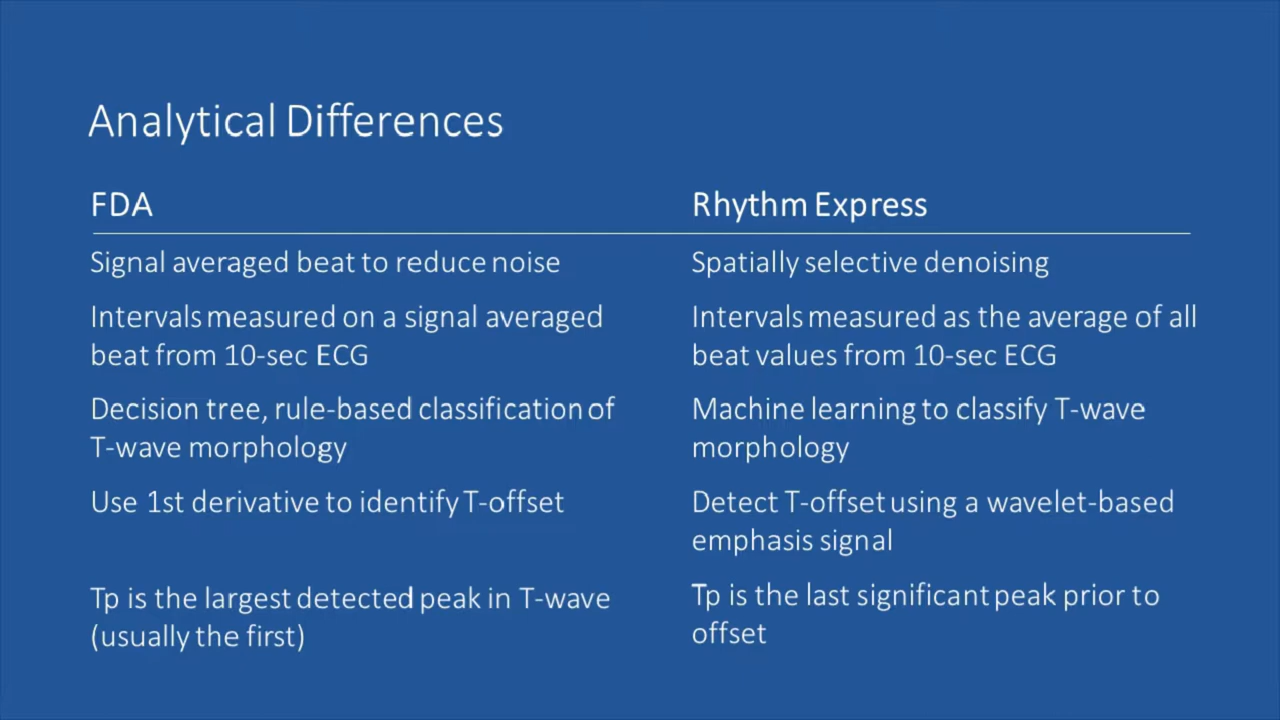 Analytical Differences
FDA
Signal averaged beat to reduce noise
Intervals measured on a signal averaged
beat from 10-sec ECG
Decision tree, rule-based classification of
T-wave morphology
Use 1st derivative to identify T-offset
Tp is the largest detected peak in T-wave
(usually the first)
Rhythm Express
Spatially selective denoising
Intervals measured as the average of all
beat values from 10-sec ECG
Machine learning to classify T-wave
morphology
Detect T-offset using a wavelet-based
emphasis signal
Tp is the last significant peak prior to
offset